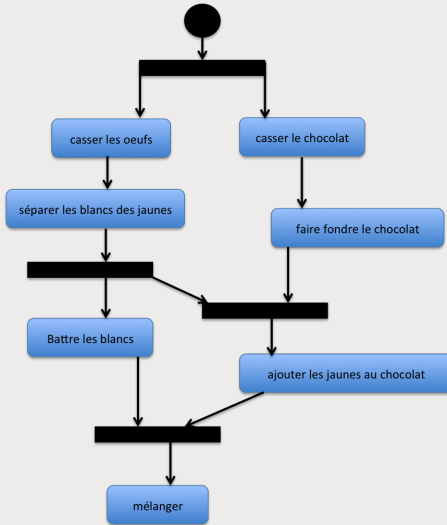 casser les oeufs
casser le chocolat
séparer les blancs des jaunes
faire fondre le chocolat
Battre les blancs
ajouter les jaunes au chocolat
mélanger